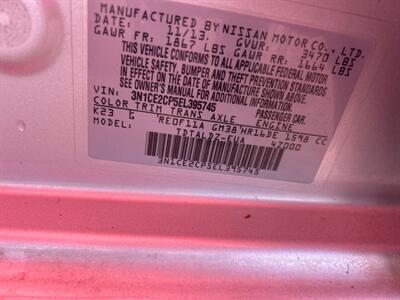 MANUFACTURED BY NISSAN MOTOR CO., LTD.
DATE: 11/13. GVWR: 3470 LBS
GAWR FR: 1867 LBS GAWR RR: 1664 LBS
THIS VEHICLE CONFORMS TO ALL APPLICABLE FEDERAL MOTOR
VEHICLE SAFETY, BUMPER AND THEFT PREVENTION STANDARDS
IN EFFECT ON THE DATE OF MANUFACTURE SHOWN ABOVE.
SEE OWNER'S MANUAL FOR ADDITIONAL INFORMATION.
VIN: 3N1CE2CP5EL395745 PASSENGER CAR.
COLOR TRIM TRANS AXLE ENGINE
K23 G RE0F11A GM38 HR16DE 1598 CC
MODEL: TDTALDZ-EUA 42000
3N1CE2CP5EL395745